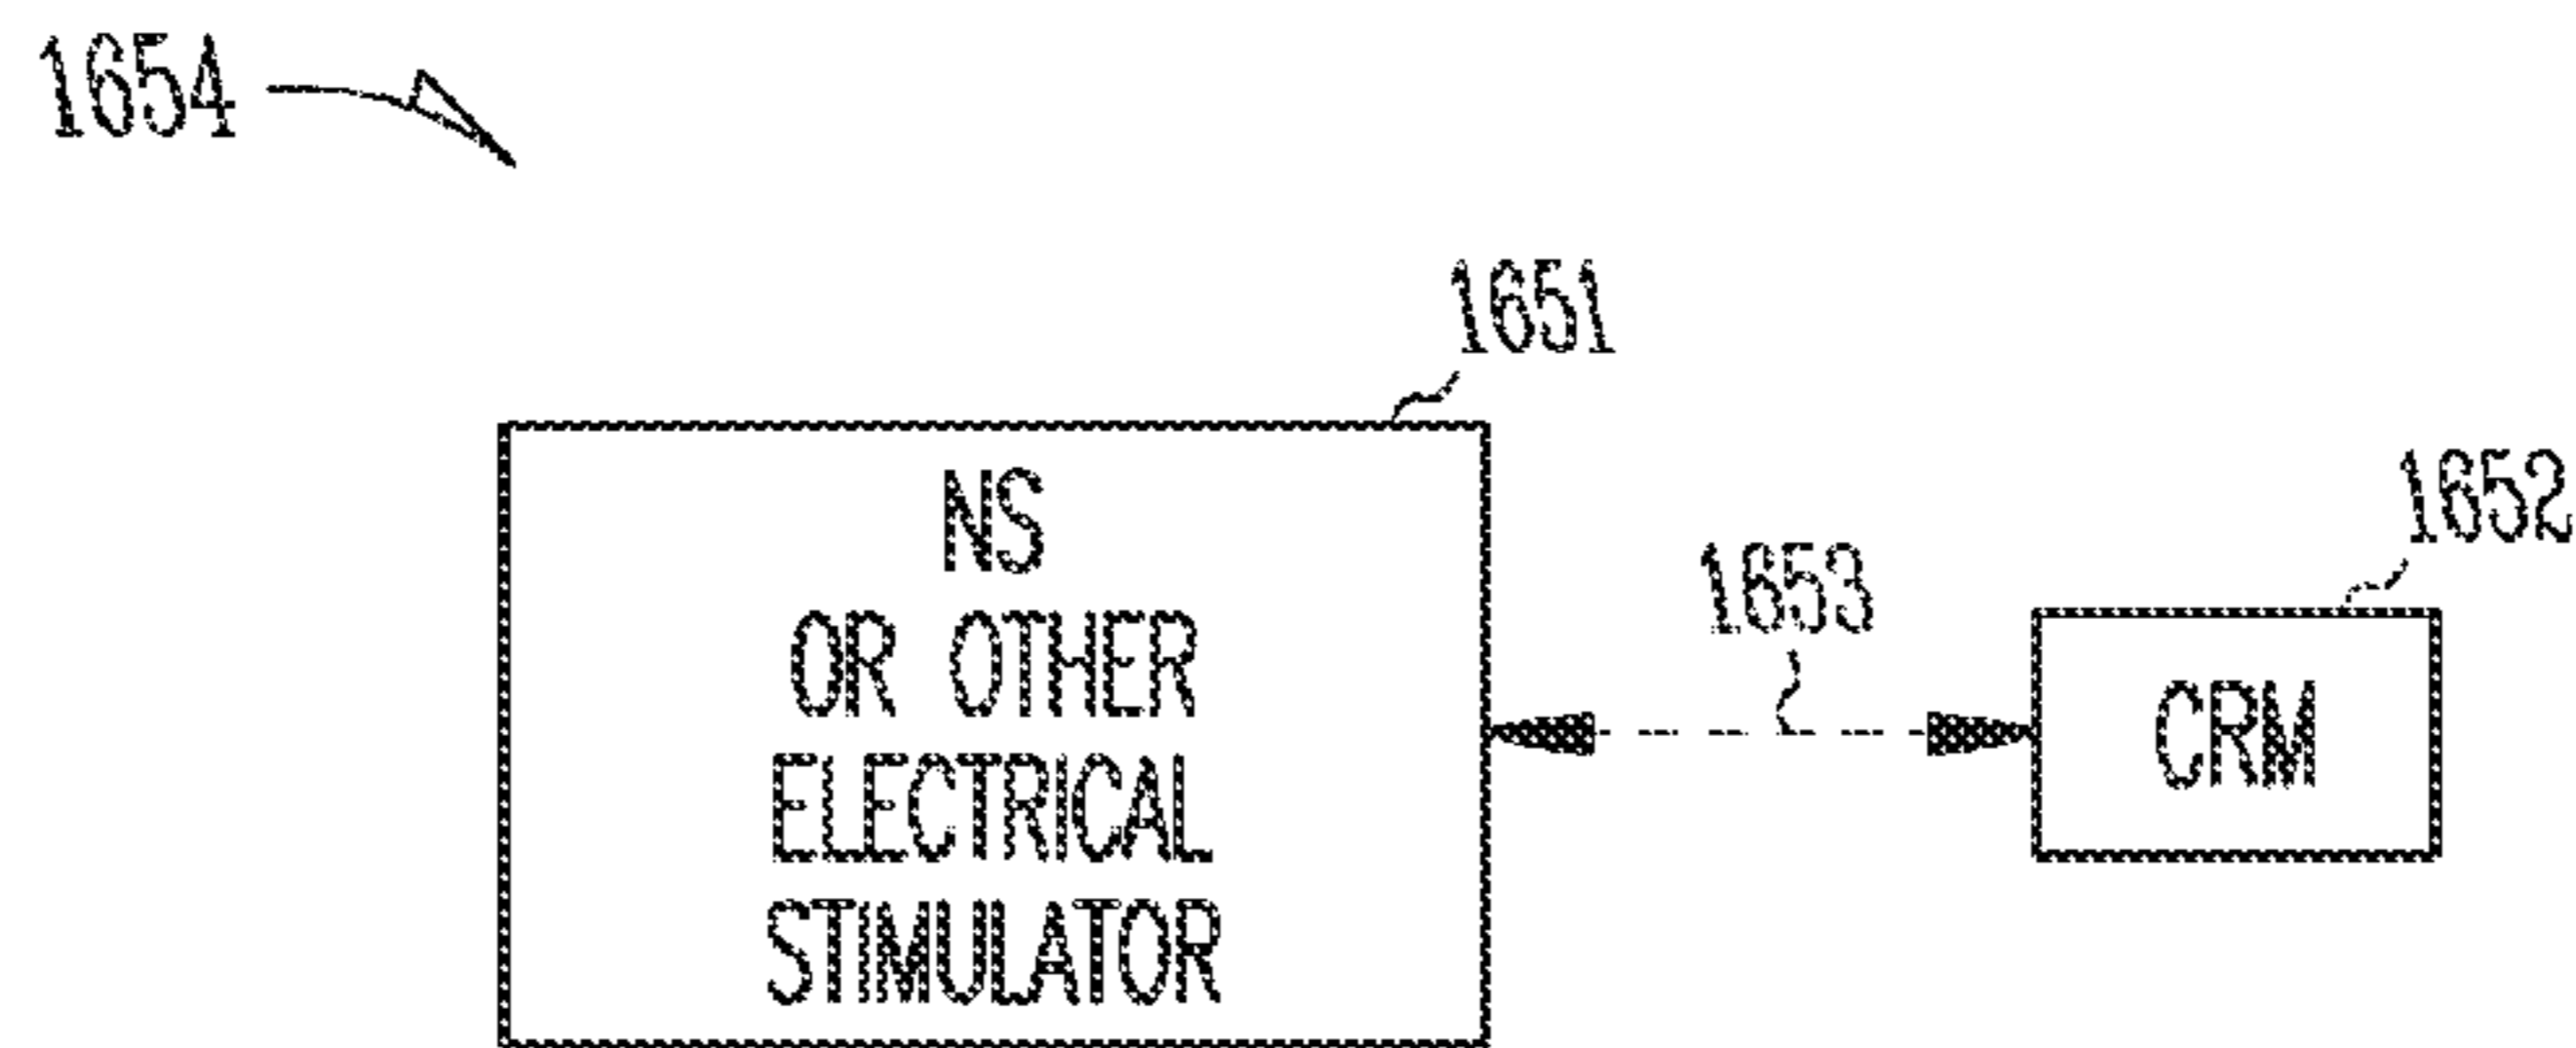 1654
1651
NS
OR OTHER
ELECTRICAL
STIMULATOR
1653
1652
CRM